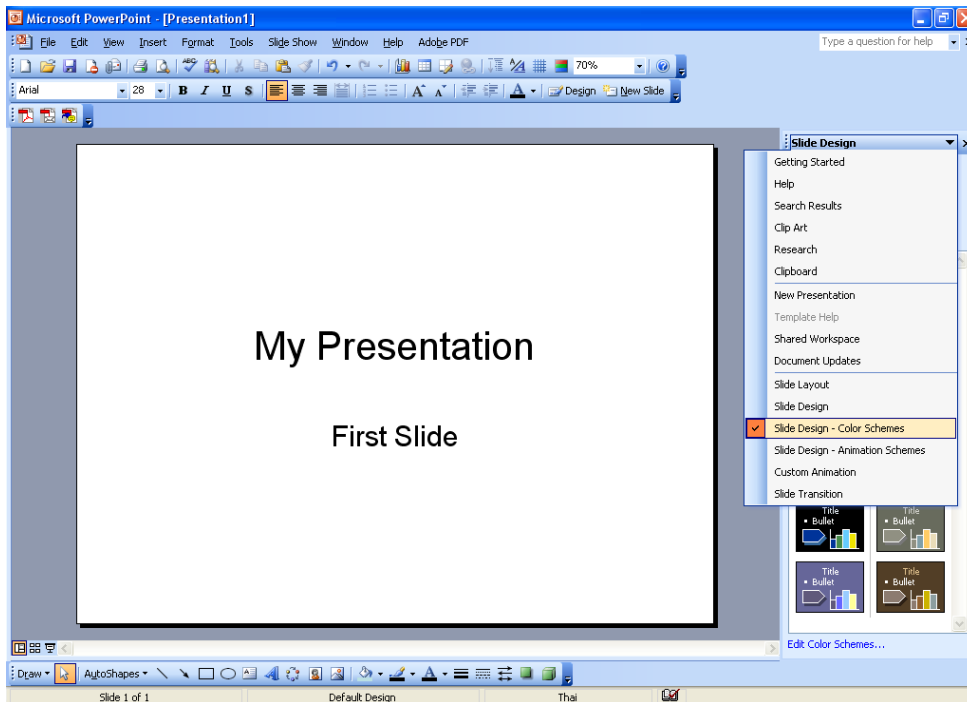 Microsoft PowerPoint - [Presentation1]
File Edit View Insert Format Tools Slide Show Window Help Adobe PDF Type a question for help
70%
Arial 28 B I U S A A A Design New Slide
Slide Design
Getting Started
Help
Search Results
Clip Art
Research
Clipboard
New Presentation
Template Help
Shared Workspace
Document Updates
Slide Layout
Slide Design
Slide Design - Color Schemes
Slide Design - Animation Schemes
Custom Animation
Slide Transition
My Presentation
First Slide
Title Title
• Bullet • Bullet
Title Title
• Bullet • Bullet
Edit Color Schemes...
Draw AutoShapes A A
Slide 1 of 1 Default Design Thai